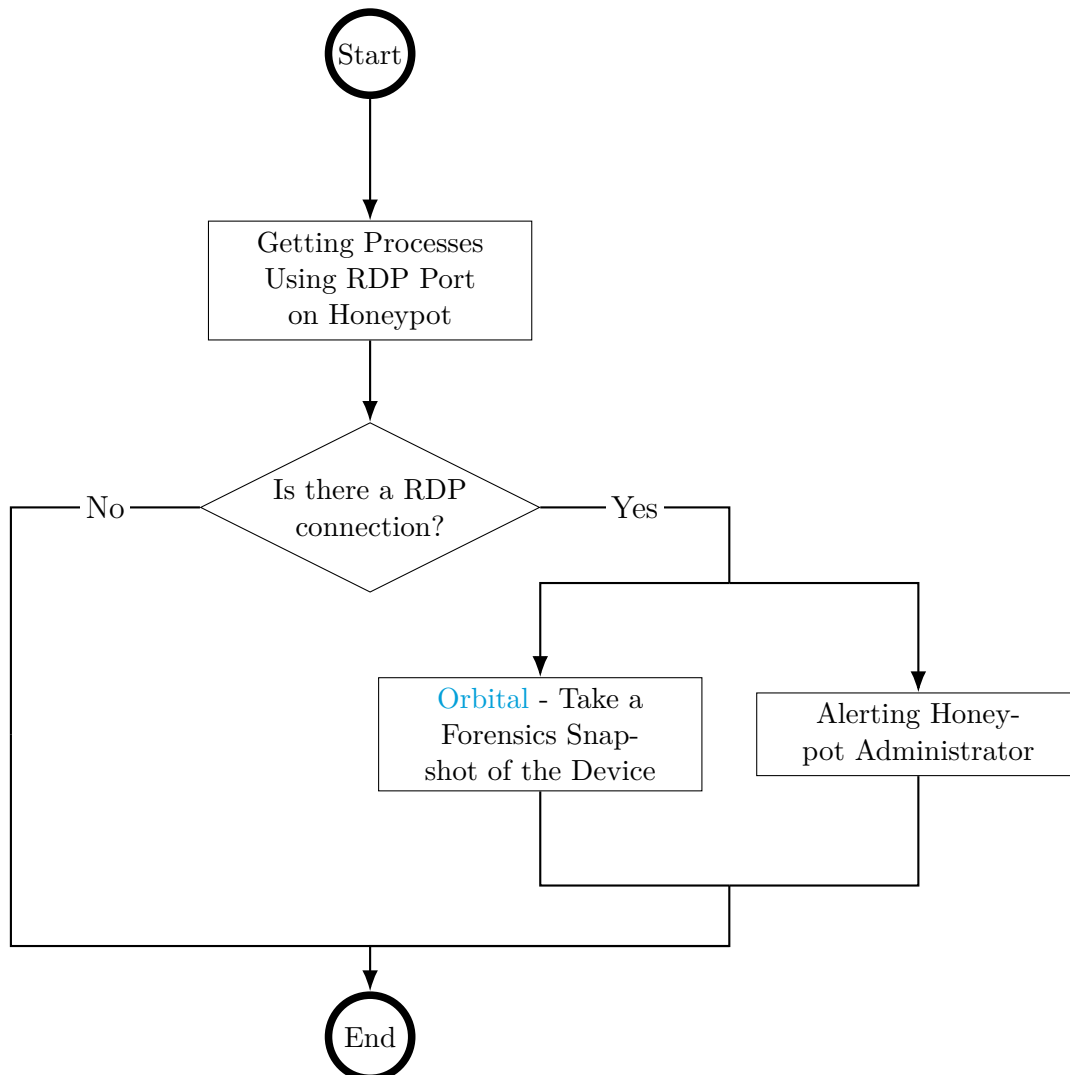 Start
Getting Processes
Using RDP Port
on Honeypot
Is there a RDP
connection?
No
Yes
Orbital - Take a
Forensics Snap-
shot of the Device
Alerting Honey-
pot Administrator
End